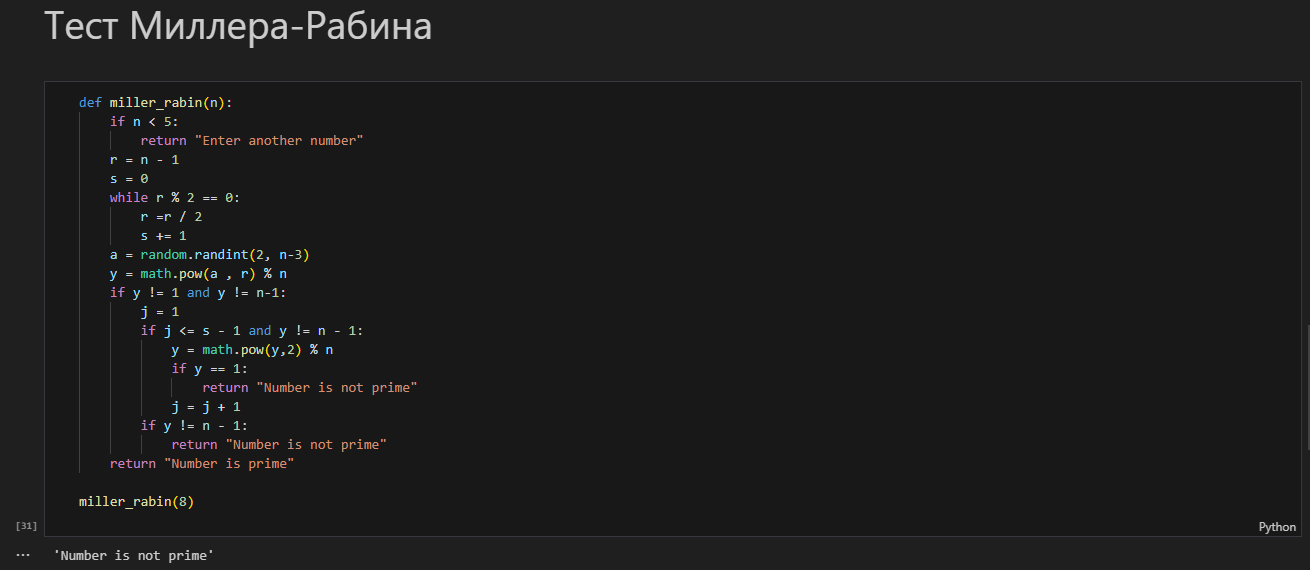 Тест Миллера-Рабина
def miller_rabin(n):
    if n < 5:
        return "Enter another number"
    r = n - 1
    s = 0
    while r % 2 == 0:
        r =r / 2
        s += 1
    a = random.randint(2, n-3)
    y = math.pow(a , r) % n
    if y != 1 and y != n-1:
        j = 1
        if j <= s - 1 and y != n - 1:
            y = math.pow(y,2) % n
            if y == 1:
                return "Number is not prime"
            j = j + 1
        if y != n - 1:
            return "Number is not prime"
    return "Number is prime"
miller_rabin(8)
[31]
Python
... 'Number is not prime'